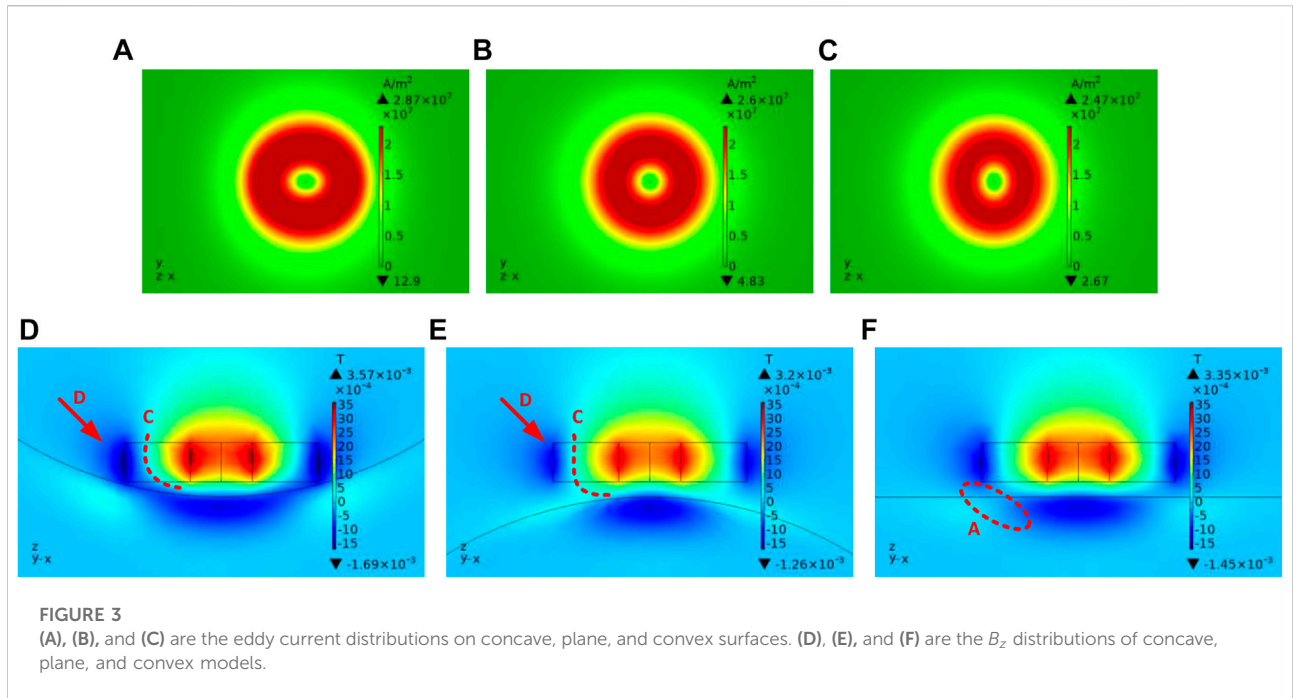 A
B
C
A/m²
▲ 2.87×10⁷
×10⁷
2
1.5
1
0.5
0
▼ 12.9
y
z x
A/m²
▲ 2.6×10⁷
×10⁷
2
1.5
1
0.5
0
▼ 4.83
y
z x
A/m²
▲ 2.47×10⁷
×10⁷
2
1.5
1
0.5
0
▼ 2.67
y
z x
D
E
F
D
C
T
▲ 3.57×10⁻³
×10⁻⁴
35
30
25
20
15
10
5
0
-5
-10
-15
▼ -1.69×10⁻³
z
y x
D
C
T
▲ 3.2×10⁻³
×10⁻⁴
35
30
25
20
15
10
5
0
-5
-10
-15
▼ -1.26×10⁻³
z
y x
A
T
▲ 3.35×10⁻³
×10⁻⁴
35
30
25
20
15
10
5
0
-5
-10
-15
▼ -1.45×10⁻³
z
y x
FIGURE 3
(A), (B), and (C) are the eddy current distributions on concave, plane, and convex surfaces. (D), (E), and (F) are the Bz distributions of concave,
plane, and convex models.